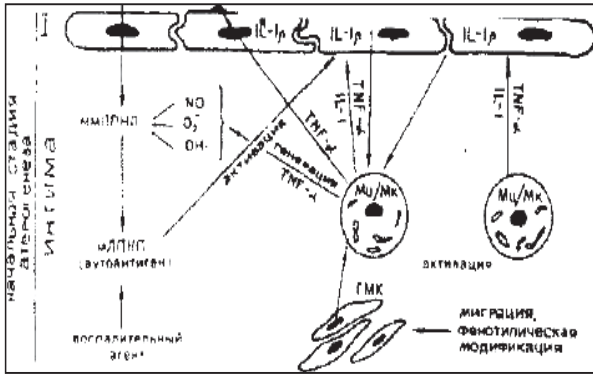 I
IL-1β
IL-1β
IL-1β
NO
ммЛПНП
O₂⁻
OH·
TNF-α
активация
генерация
TNF-α
IL-1
TNF-α
TNF-α
IL-1
Мц/Мк
Мц/Мк
мЛПНП
(аутоантиген)
активация
ГМК
миграция,
фенотипическая
модификация
воспалительный
агент
начальная стадия
атерогенеза
интима